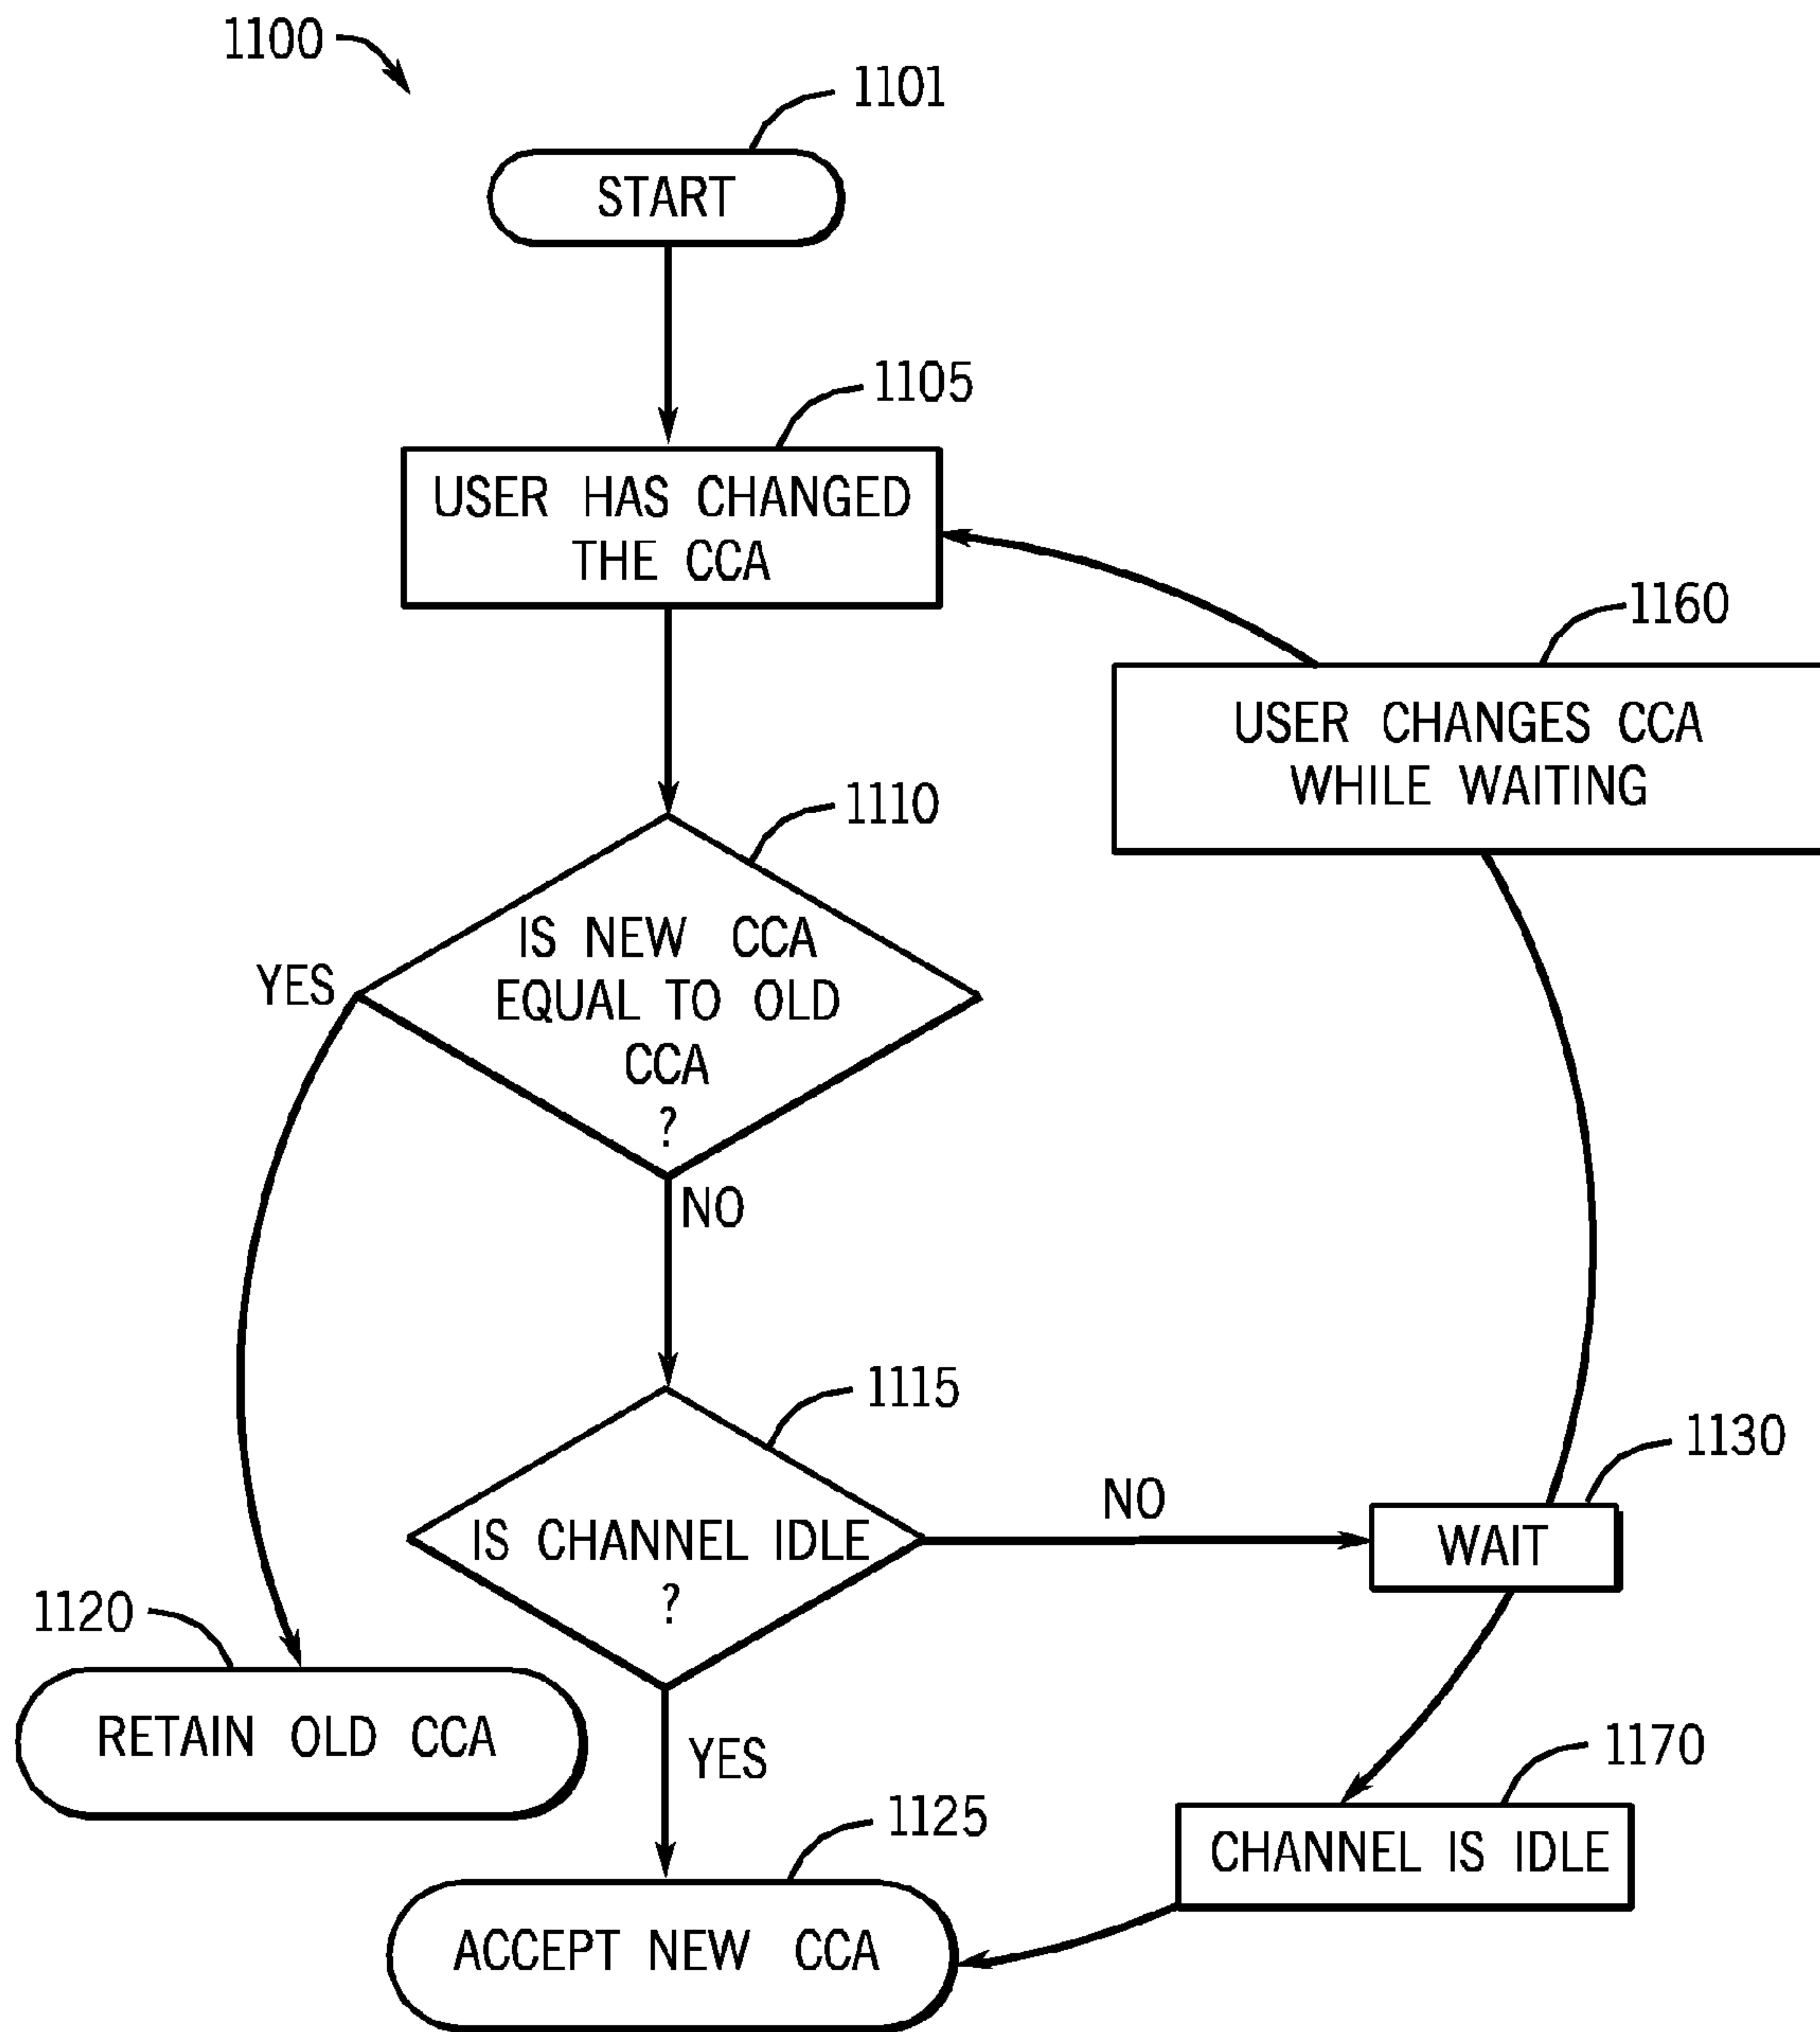 1100
1101
START
1105
USER HAS CHANGED
THE CCA
1160
USER CHANGES CCA
WHILE WAITING
1110
IS NEW CCA
EQUAL TO OLD
CCA
?
YES
NO
1115
IS CHANNEL IDLE
?
NO
1130
WAIT
1120
RETAIN OLD CCA
YES
1170
CHANNEL IS IDLE
1125
ACCEPT NEW CCA